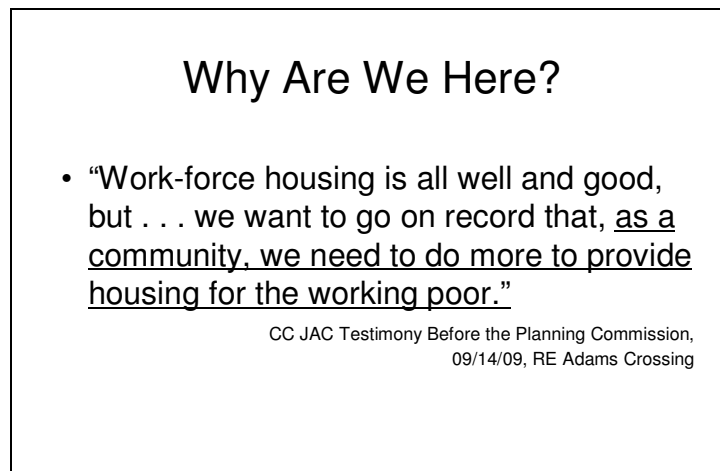 Why Are We Here?
• “Work-force housing is all well and good,
but . . . we want to go on record that, as a
community, we need to do more to provide
housing for the working poor.”
CC JAC Testimony Before the Planning Commission,
09/14/09, RE Adams Crossing